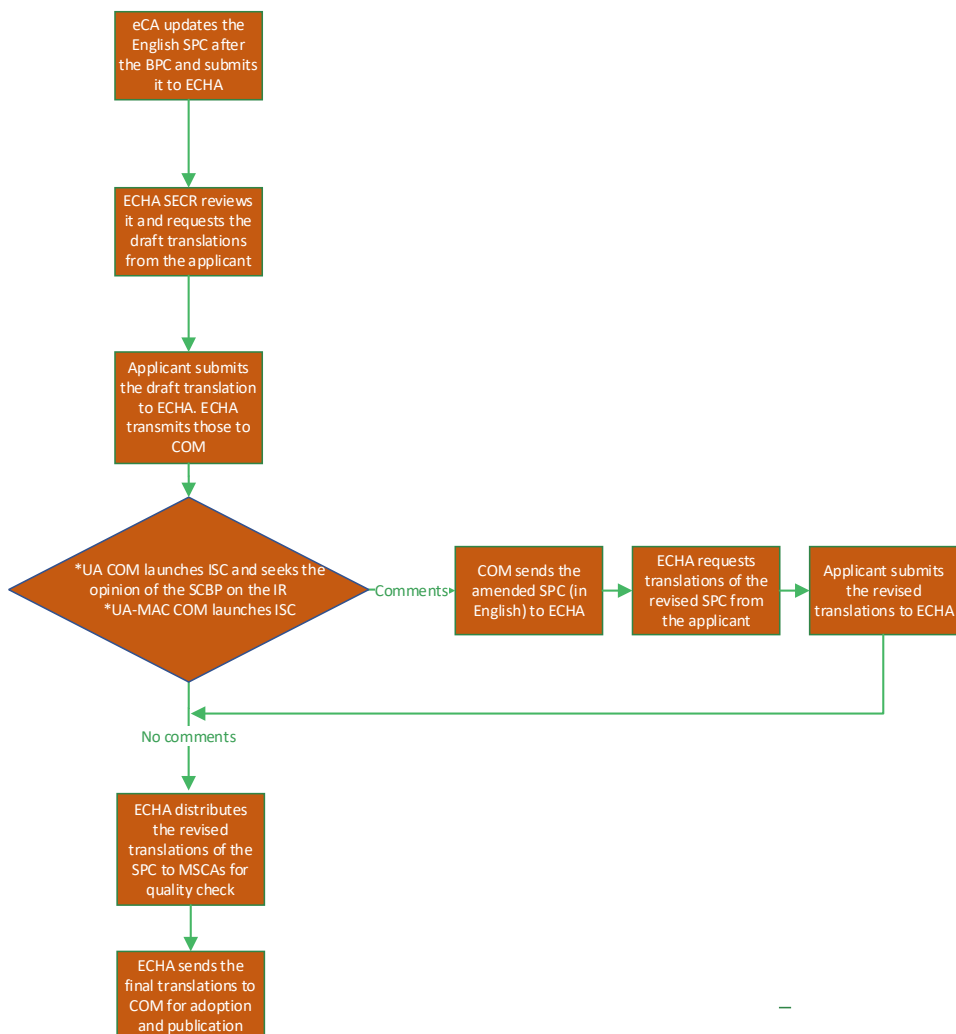 eCA updates the
English SPC after
the BPC and submits
it to ECHA
ECHA SECR reviews
it and requests the
draft translations
from the applicant
Applicant submits
the draft translation
to ECHA. ECHA
transmits those to
COM
*UA COM launches ISC and seeks the
opinion of the SCBP on the IR
*UA-MAC COM launches ISC
Comments
COM sends the
amended SPC (in
English) to ECHA
ECHA requests
translations of the
revised SPC from
the applicant
Applicant submits
the revised
translations to ECHA
No comments
ECHA distributes
the revised
translations of the
SPC to MSCAs for
quality check
ECHA sends the
final translations to
COM for adoption
and publication